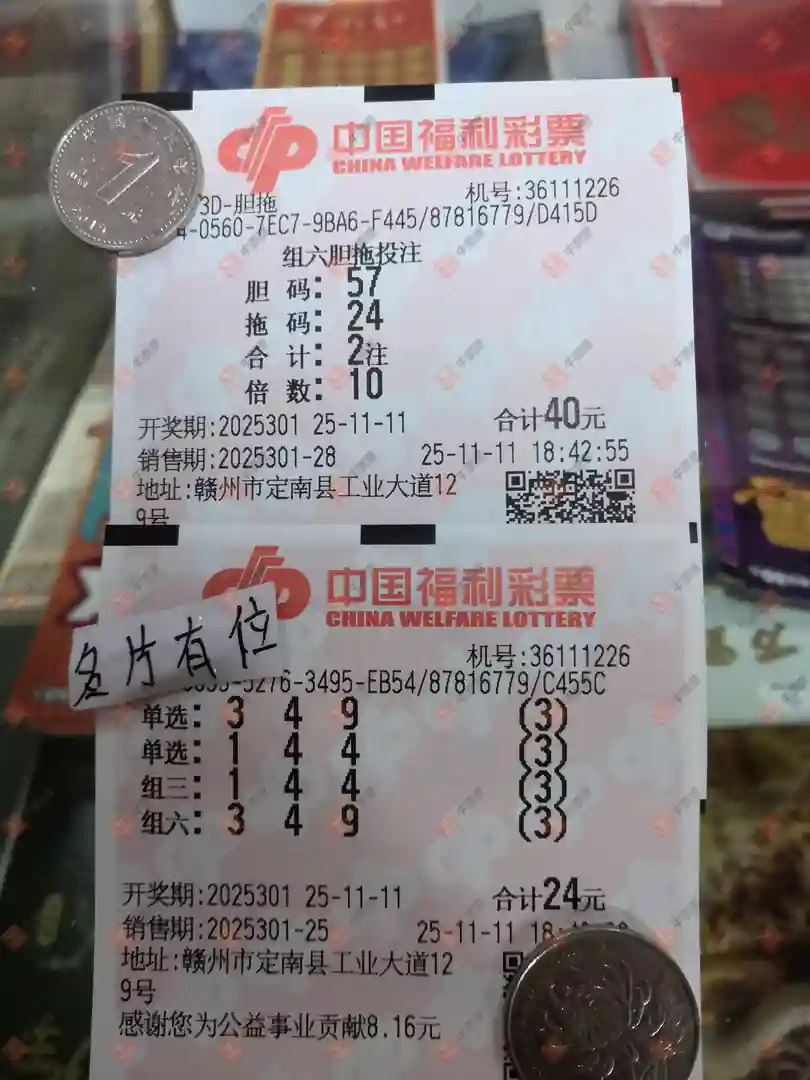 中国福利彩票
CHINA WELFARE LOTTERY
3D-胆拖 机号:36111226
-0560-7EC7-9BA6-F445/87816779/D415D
组六胆拖投注
胆 码: 57
拖 码: 24
合 计: 2注
倍 数: 10
开奖期:2025301 25-11-11 合计40元
销售期:2025301-28 25-11-11 18:42:55
地址:赣州市定南县工业大道12
9号
中国福利彩票
CHINA WELFARE LOTTERY
名片有位
机号:36111226
-5276-3495-EB54/87816779/C455C
单选: 3 4 9 (3)
单选: 1 4 4 (3)
组三: 1 4 4 (3)
组六: 3 4 9 (3)
开奖期:2025301 25-11-11 合计24元
销售期:2025301-25 25-11-11 18:
地址:赣州市定南县工业大道12
9号
感谢您为公益事业贡献8.16元